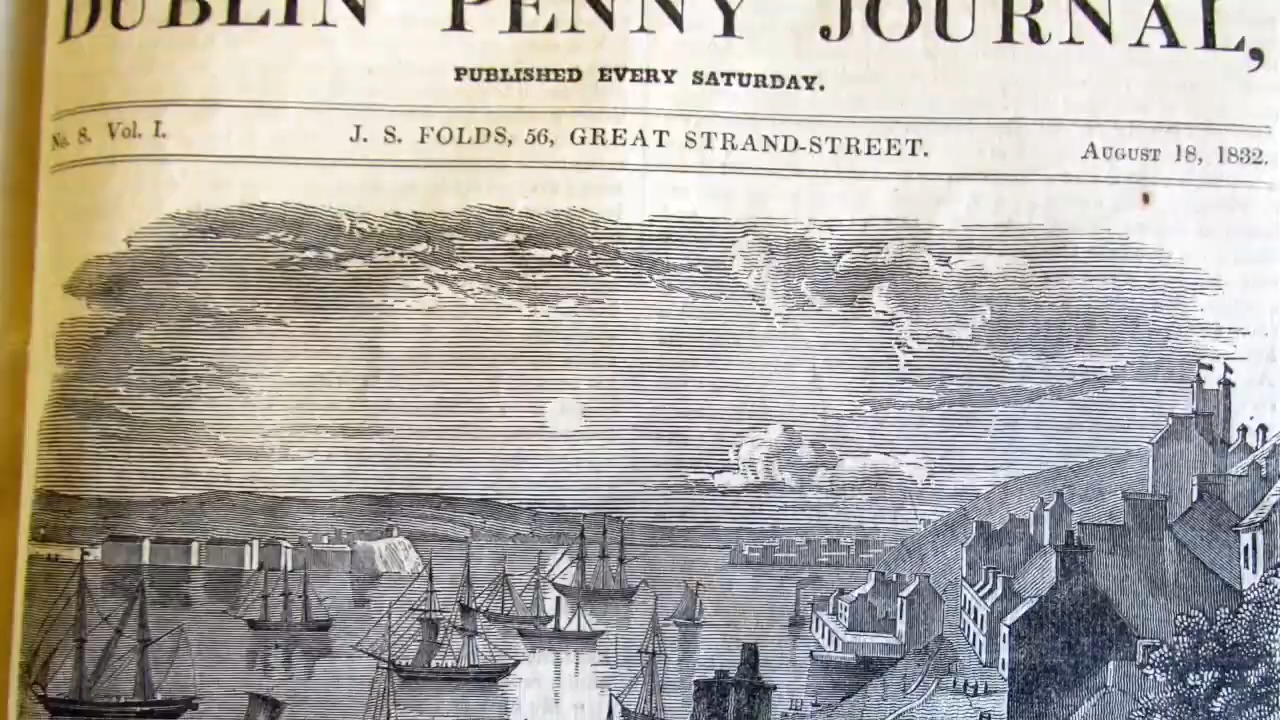 DUBLIN PENNY JOURNAL,
PUBLISHED EVERY SATURDAY.
No. 8. Vol. I. J. S. FOLDS, 56, GREAT STRAND-STREET. AUGUST 18, 1832.